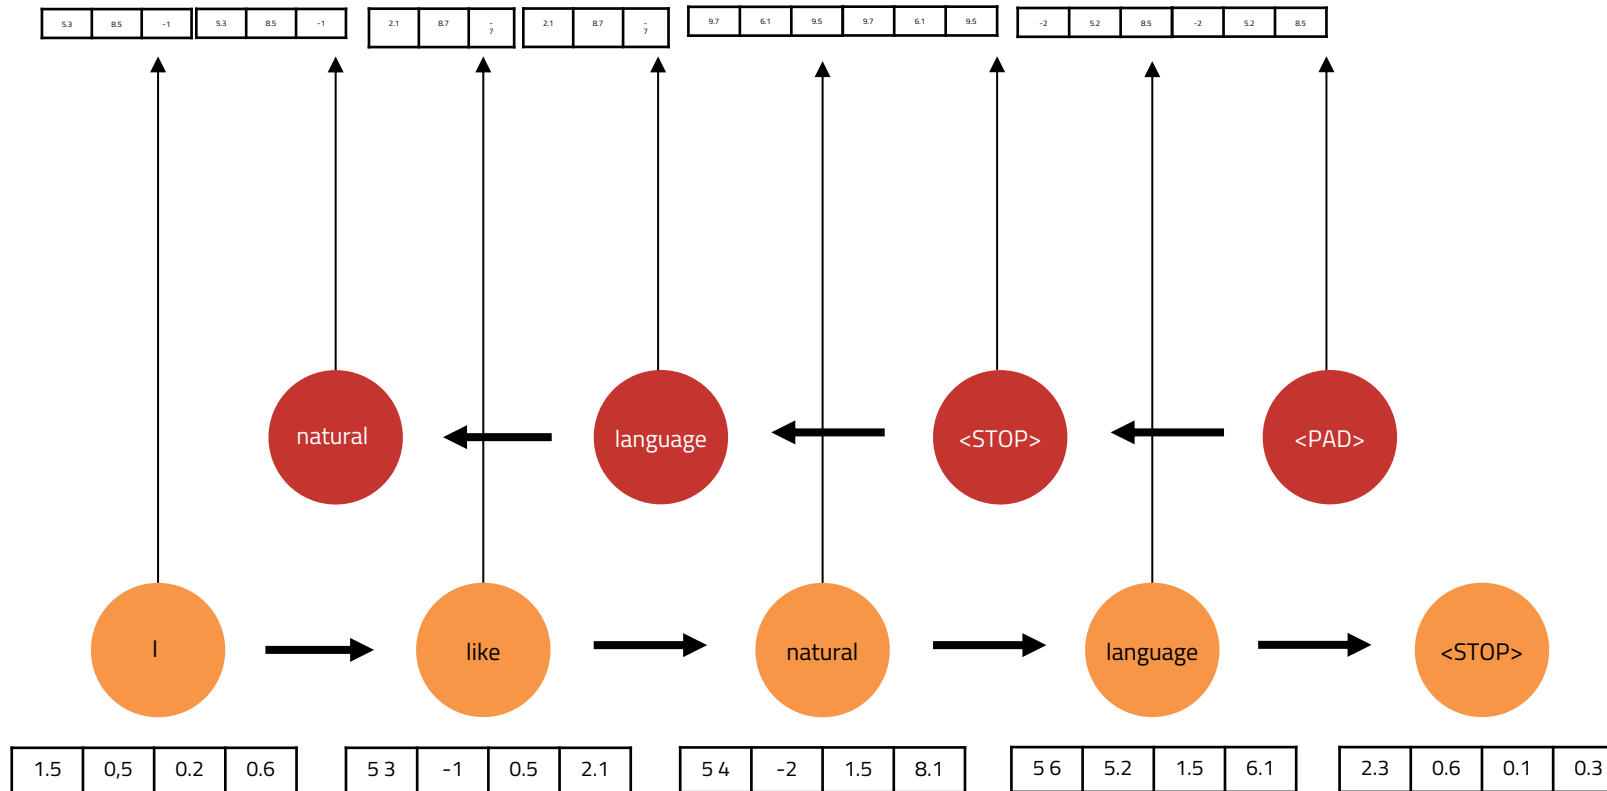 5.3 8.5 -1 5.3 8.5 -1 2.1 8.7 -7 2.1 8.7 -7 9.7 6.1 9.5 9.7 6.1 9.5 -2 5.2 8.5 -2 5.2 8.5
natural language <STOP> <PAD>
I like natural language <STOP>
1.5 0,5 0.2 0.6 5 3 -1 0.5 2.1 5 4 -2 1.5 8.1 5 6 5.2 1.5 6.1 2.3 0.6 0.1 0.3